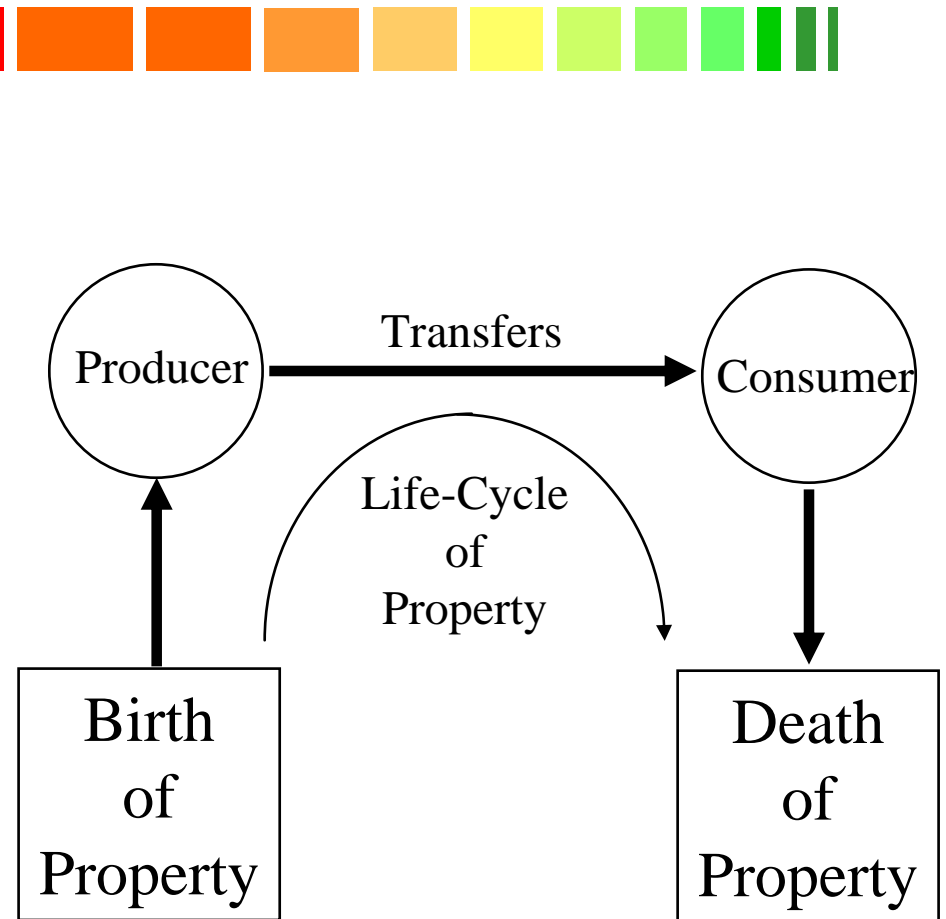 Transfers
Producer
Consumer
Life-Cycle
of
Property
Birth
of
Property
Death
of
Property